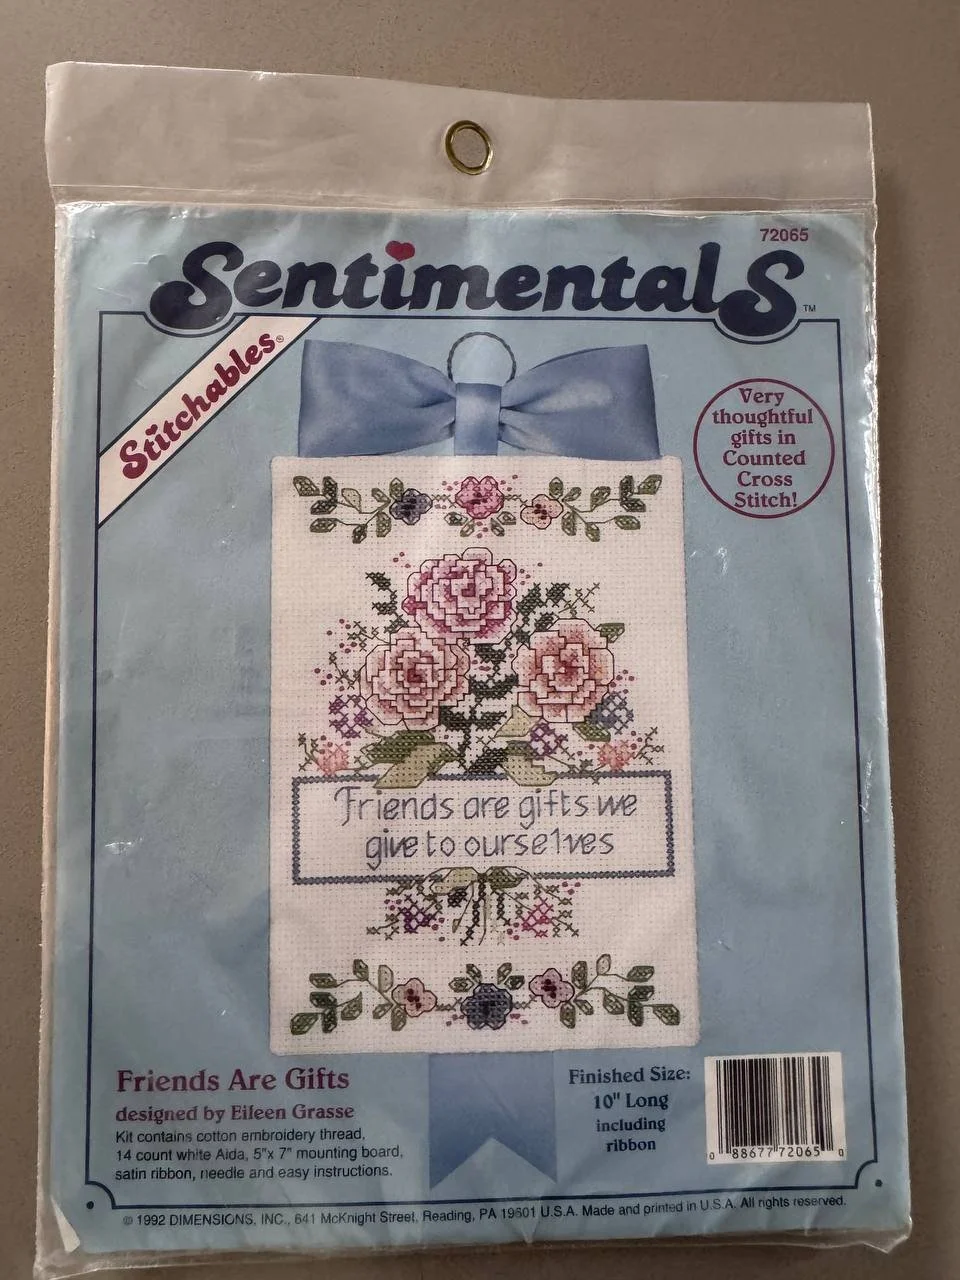 72065
Sentimentals™
Stitchables®
Very
thoughtful
gifts in
Counted
Cross
Stitch!
Friends are gifts we
give to ourselves
Friends Are Gifts
designed by Eileen Grasse
Kit contains cotton embroidery thread,
14 count white Aida, 5"x 7" mounting board,
satin ribbon, needle and easy instructions.
Finished Size:
10" Long
including
ribbon
0 88677 72065 0
© 1992 DIMENSIONS, INC., 641 McKnight Street, Reading, PA 19601 U.S.A. Made and printed in U.S.A. All rights reserved.